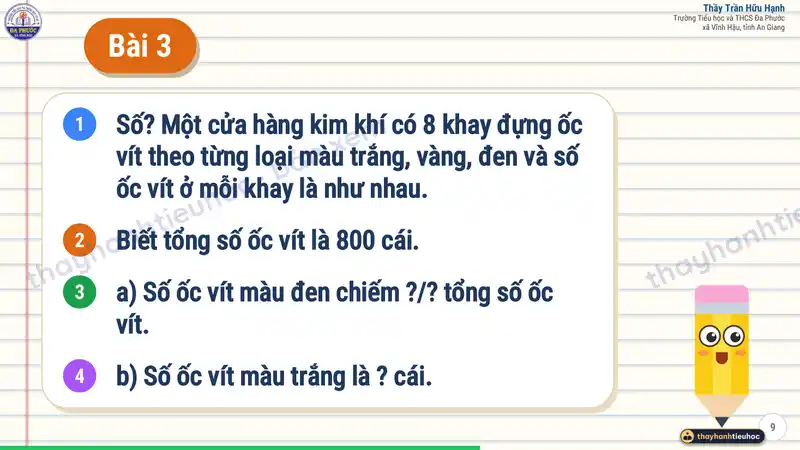 Thầy Trần Hữu Hạnh
Trường Tiểu học và THCS Đa Phước
xã Vĩnh Hậu, tỉnh An Giang
ĐA PHƯỚC
Bài 3
1
Số? Một cửa hàng kim khí có 8 khay đựng ốc
vít theo từng loại màu trắng, vàng, đen và số
ốc vít ở mỗi khay là như nhau.
2
Biết tổng số ốc vít là 800 cái.
3
a) Số ốc vít màu đen chiếm ?/? tổng số ốc
vít.
4
b) Số ốc vít màu trắng là ? cái.
9
thayhanhtieuhoc